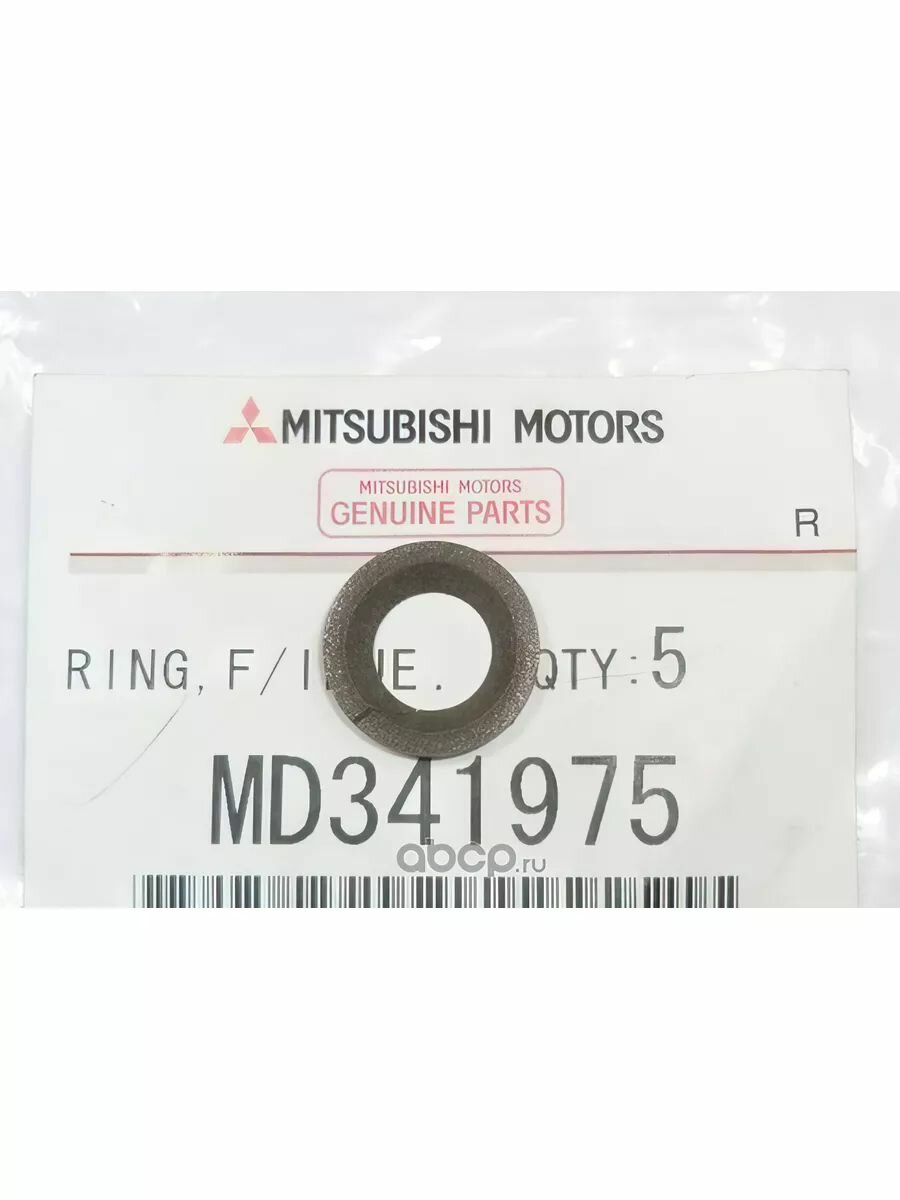 MITSUBISHI MOTORS
MITSUBISHI MOTORS
GENUINE PARTS
R
RING, F/I QTY:5
MD341975
abcp.ru